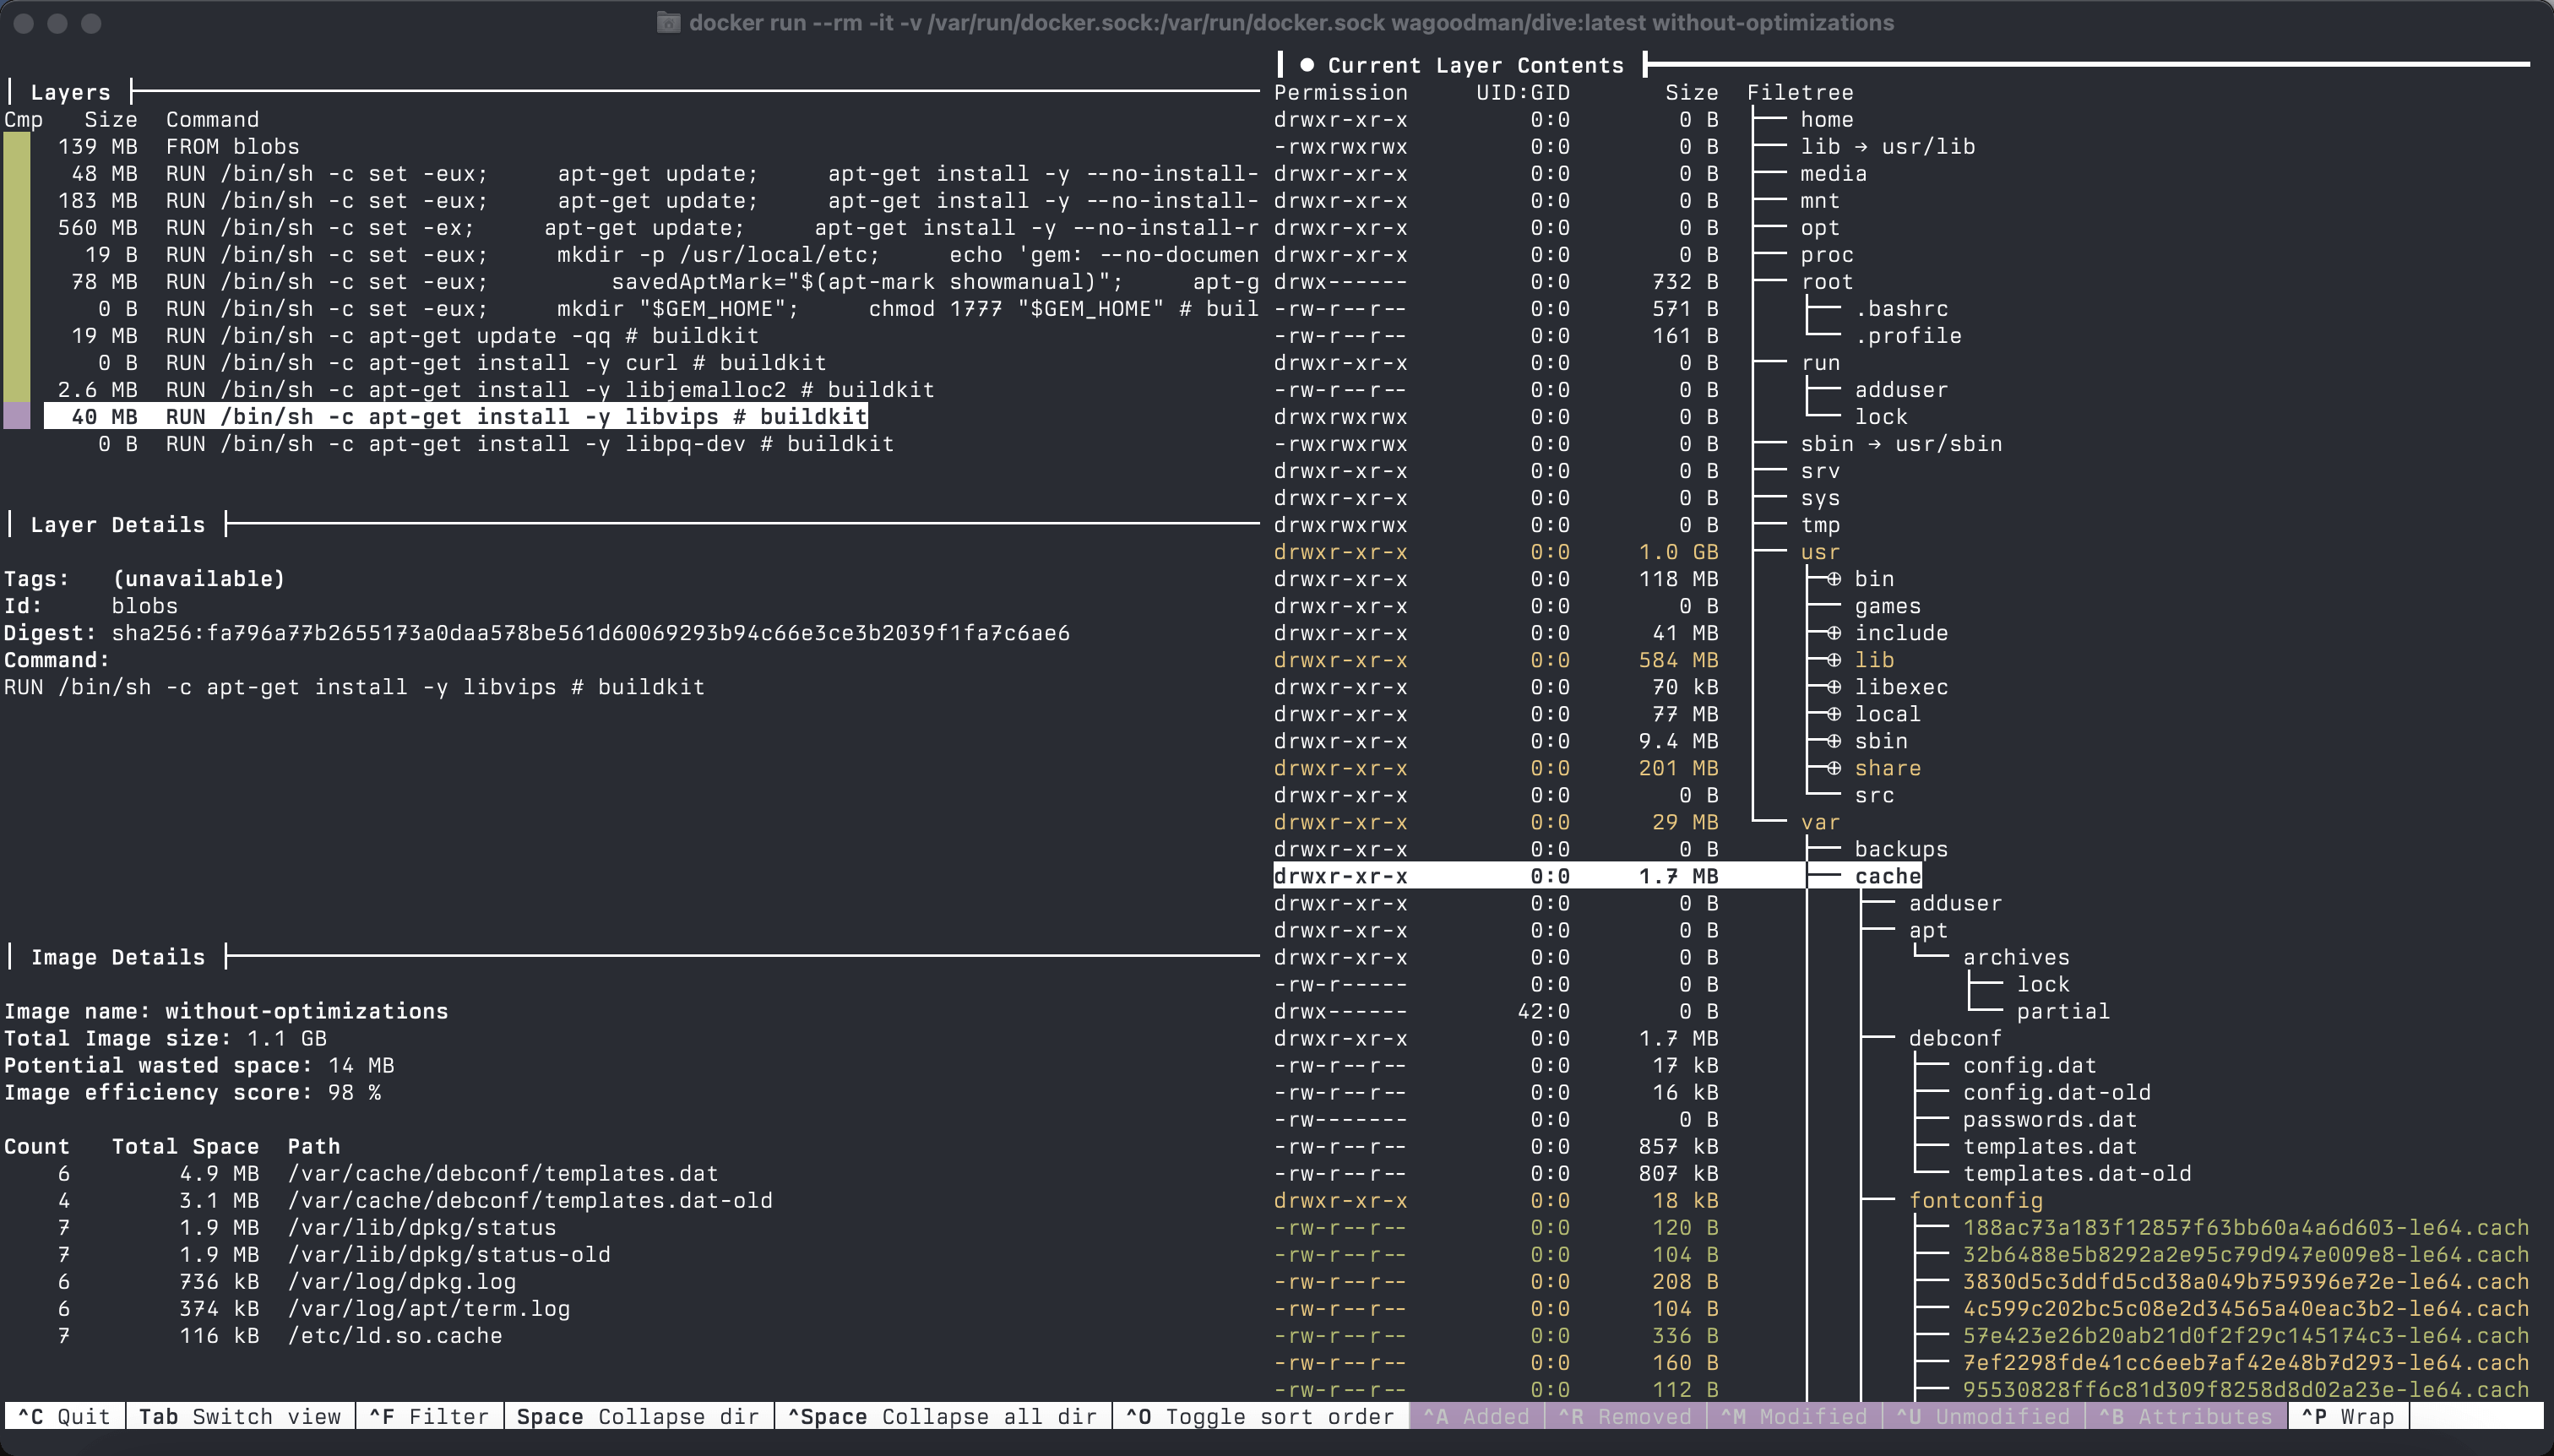 docker run --rm -it -v /var/run/docker.sock:/var/run/docker.sock wagoodman/dive:latest without-optimizations
Layers
Cmp Size Command
139 MB FROM blobs
48 MB RUN /bin/sh -c set -eux; apt-get update; apt-get install -y --no-install-
183 MB RUN /bin/sh -c set -eux; apt-get update; apt-get install -y --no-install-
560 MB RUN /bin/sh -c set -ex; apt-get update; apt-get install -y --no-install-r
19 B RUN /bin/sh -c set -eux; mkdir -p /usr/local/etc; echo 'gem: --no-documen
78 MB RUN /bin/sh -c set -eux; savedAptMark="$(apt-mark showmanual)"; apt-g
0 B RUN /bin/sh -c set -eux; mkdir "$GEM_HOME"; chmod 1777 "$GEM_HOME" # buil
19 MB RUN /bin/sh -c apt-get update -qq # buildkit
0 B RUN /bin/sh -c apt-get install -y curl # buildkit
2.6 MB RUN /bin/sh -c apt-get install -y libjemalloc2 # buildkit
40 MB RUN /bin/sh -c apt-get install -y libvips # buildkit
0 B RUN /bin/sh -c apt-get install -y libpq-dev # buildkit
Layer Details
Tags: (unavailable)
Id: blobs
Digest: sha256:fa796a77b2655173a0daa578be561d60069293b94c66e3ce3b2039f1fa7c6ae6
Command:
RUN /bin/sh -c apt-get install -y libvips # buildkit
Image Details
Image name: without-optimizations
Total Image size: 1.1 GB
Potential wasted space: 14 MB
Image efficiency score: 98 %
Count Total Space Path
6 4.9 MB /var/cache/debconf/templates.dat
4 3.1 MB /var/cache/debconf/templates.dat-old
7 1.9 MB /var/lib/dpkg/status
7 1.9 MB /var/lib/dpkg/status-old
6 736 kB /var/log/dpkg.log
6 374 kB /var/log/apt/term.log
7 116 kB /etc/ld.so.cache
● Current Layer Contents
Permission UID:GID Size Filetree
drwxr-xr-x 0:0 0 B home
-rwxrwxrwx 0:0 0 B lib → usr/lib
drwxr-xr-x 0:0 0 B media
drwxr-xr-x 0:0 0 B mnt
drwxr-xr-x 0:0 0 B opt
drwxr-xr-x 0:0 0 B proc
drwx------ 0:0 732 B root
-rw-r--r-- 0:0 571 B .bashrc
-rw-r--r-- 0:0 161 B .profile
drwxr-xr-x 0:0 0 B run
-rw-r--r-- 0:0 0 B adduser
drwxrwxrwx 0:0 0 B lock
-rwxrwxrwx 0:0 0 B sbin → usr/sbin
drwxr-xr-x 0:0 0 B srv
drwxr-xr-x 0:0 0 B sys
drwxrwxrwx 0:0 0 B tmp
drwxr-xr-x 0:0 1.0 GB usr
drwxr-xr-x 0:0 118 MB ⊕ bin
drwxr-xr-x 0:0 0 B games
drwxr-xr-x 0:0 41 MB ⊕ include
drwxr-xr-x 0:0 584 MB ⊕ lib
drwxr-xr-x 0:0 70 kB ⊕ libexec
drwxr-xr-x 0:0 77 MB ⊕ local
drwxr-xr-x 0:0 9.4 MB ⊕ sbin
drwxr-xr-x 0:0 201 MB ⊕ share
drwxr-xr-x 0:0 0 B src
drwxr-xr-x 0:0 29 MB var
drwxr-xr-x 0:0 0 B backups
drwxr-xr-x 0:0 1.7 MB cache
drwxr-xr-x 0:0 0 B adduser
drwxr-xr-x 0:0 0 B apt
drwxr-xr-x 0:0 0 B archives
-rw-r----- 0:0 0 B lock
drwx------ 42:0 0 B partial
drwxr-xr-x 0:0 1.7 MB debconf
-rw-r--r-- 0:0 17 kB config.dat
-rw-r--r-- 0:0 16 kB config.dat-old
-rw------- 0:0 0 B passwords.dat
-rw-r--r-- 0:0 857 kB templates.dat
-rw-r--r-- 0:0 807 kB templates.dat-old
drwxr-xr-x 0:0 18 kB fontconfig
-rw-r--r-- 0:0 120 B 188ac73a183f12857f63bb60a4a6d603-le64.cach
-rw-r--r-- 0:0 104 B 32b6488e5b8292a2e95c79d947e009e8-le64.cach
-rw-r--r-- 0:0 208 B 3830d5c3ddfd5cd38a049b759396e72e-le64.cach
-rw-r--r-- 0:0 104 B 4c599c202bc5c08e2d34565a40eac3b2-le64.cach
-rw-r--r-- 0:0 336 B 57e423e26b20ab21d0f2f29c145174c3-le64.cach
-rw-r--r-- 0:0 160 B 7ef2298fde41cc6eeb7af42e48b7d293-le64.cach
-rw-r--r-- 0:0 112 B 95530828ff6c81d309f8258d8d02a23e-le64.cach
^C Quit Tab Switch view ^F Filter Space Collapse dir ^Space Collapse all dir ^O Toggle sort order ^A Added ^R Removed ^M Modified ^U Unmodified ^B Attributes ^P Wrap